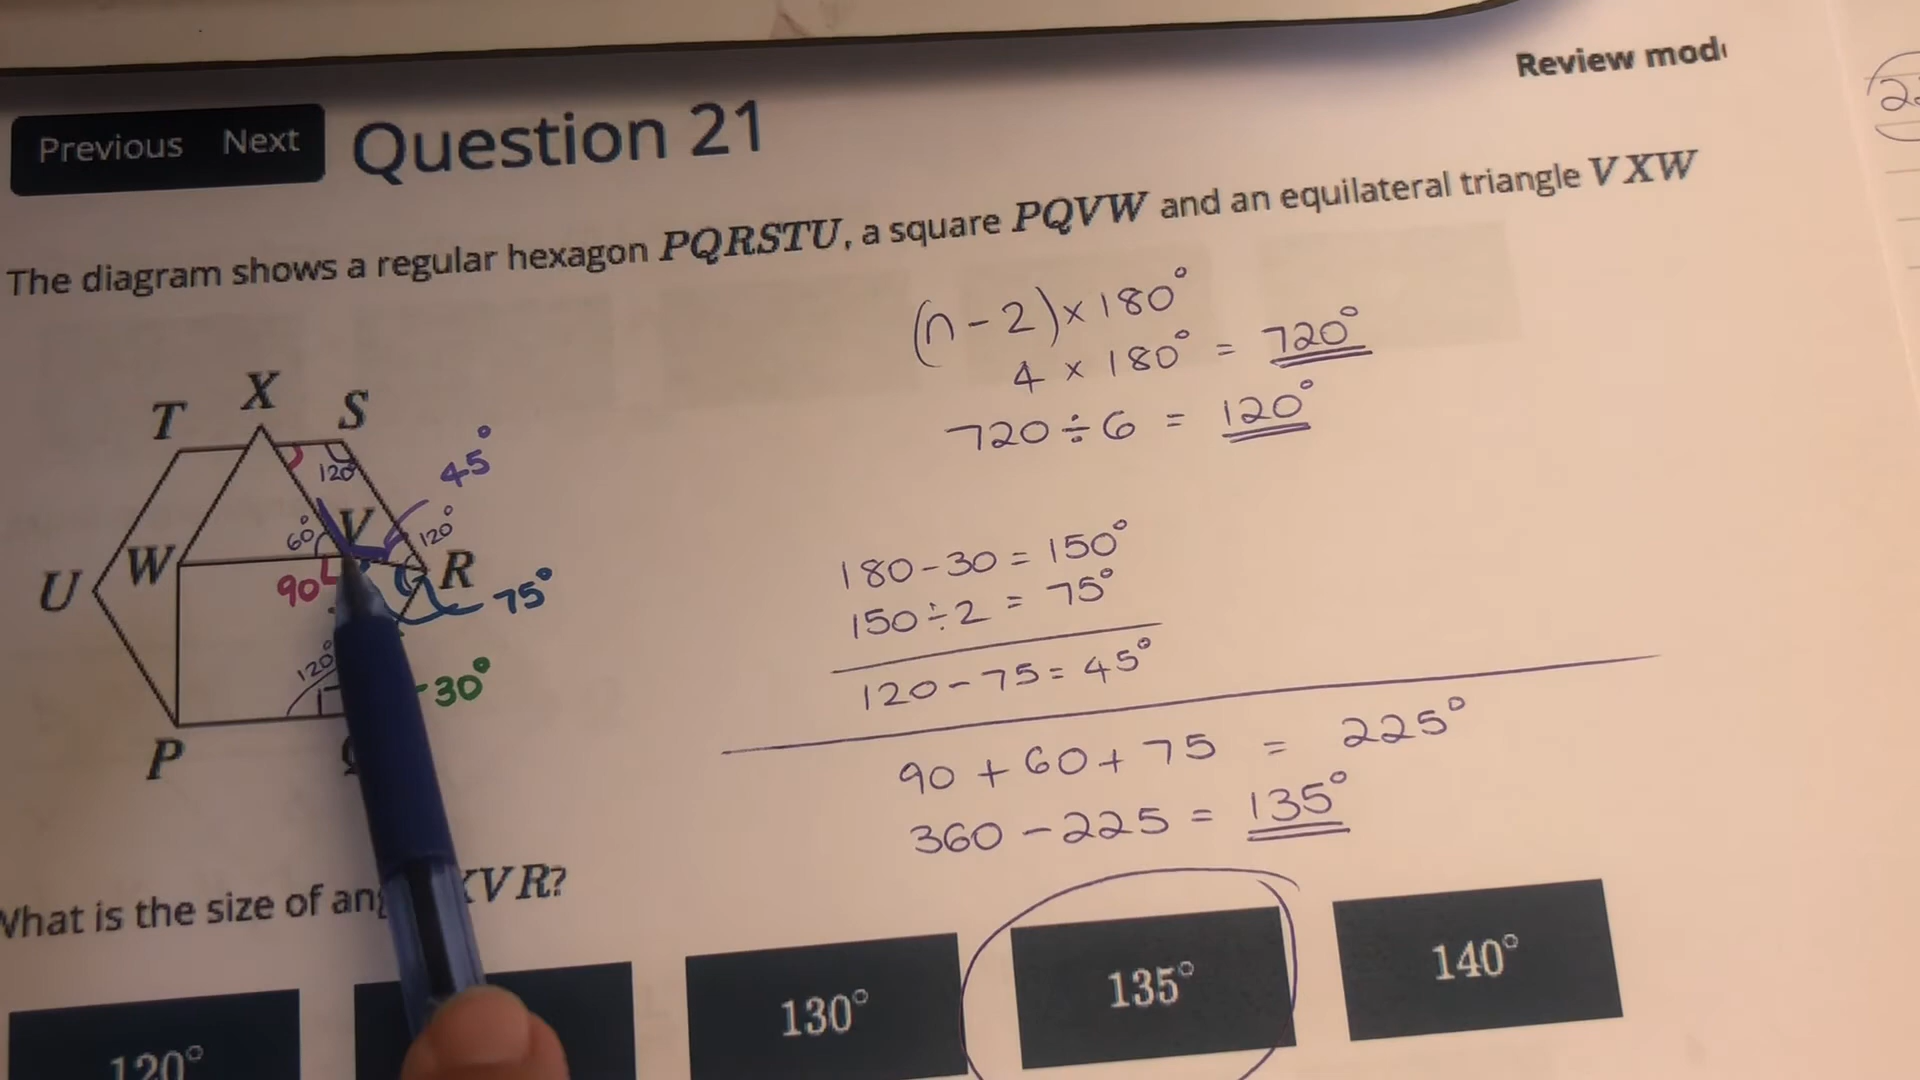 Review mod
Previous Next Question 21
The diagram shows a regular hexagon PQRSTU, a square PQVW and an equilateral triangle VXW
(n-2)×180°
4 × 180° = 720°
720÷6 = 120°
T X S
120
45°
60° V 120°
U W R
90 75°
120°
30°
P
180-30 = 150°
150÷2 = 75°
120-75 = 45°
90 + 60 + 75 = 225°
360 - 225 = 135°
What is the size of VR?
120° 130° 135° 140°